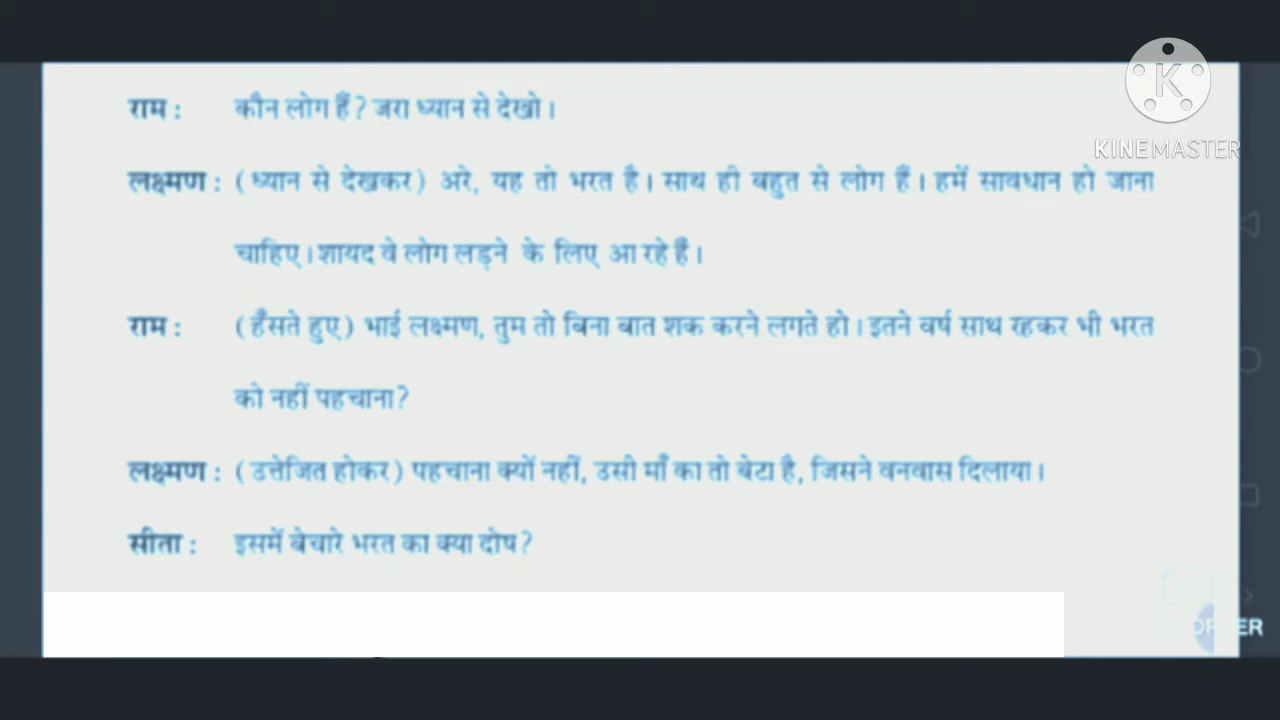 राम : कौन लोग हैं? जरा ध्यान से देखो।
लक्ष्मण : (ध्यान से देखकर) अरे, यह तो भरत है। साथ ही बहुत से लोग हैं। हमें सावधान हो जाना
चाहिए। शायद वे लोग लड़ने के लिए आ रहे हैं।
राम : (हँसते हुए) भाई लक्ष्मण, तुम तो बिना बात शक करने लगते हो। इतने वर्ष साथ रहकर भी भरत
को नहीं पहचाना?
लक्ष्मण : (उत्तेजित होकर) पहचाना क्यों नहीं, उसी माँ का तो बेटा है, जिसने वनवास दिलाया।
सीता : इसमें बेचारे भरत का क्या दोष?
K
KINEMASTER